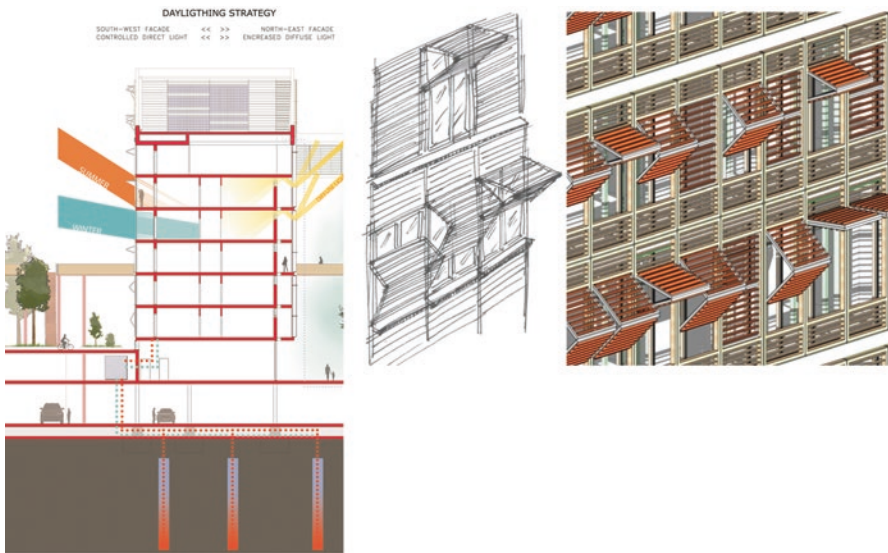 DAYLIGTHING STRATEGY
SOUTH-WEST FACADE << >> NORTH-EAST FACADE
CONTROLLED DIRECT LIGHT << >> ENCREASED DIFFUSE LIGHT
SUMMER
WINTER